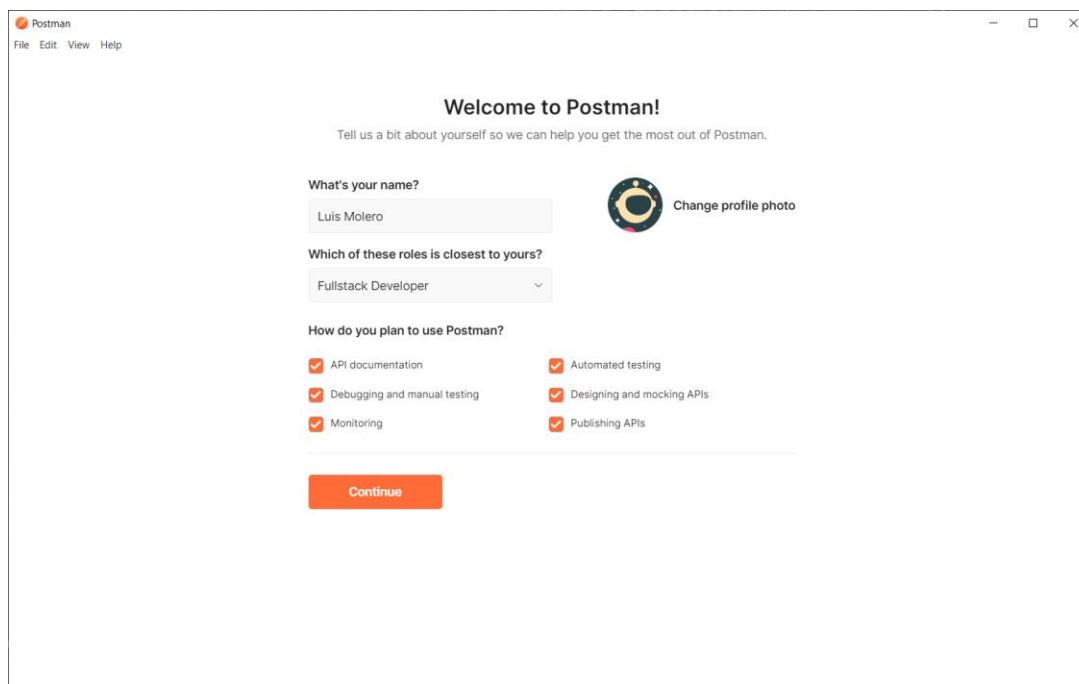 Postman
File Edit View Help
Welcome to Postman!
Tell us a bit about yourself so we can help you get the most out of Postman.
What's your name?
Luis Molero
Change profile photo
Which of these roles is closest to yours?
Fullstack Developer
How do you plan to use Postman?
API documentation
Automated testing
Debugging and manual testing
Designing and mocking APIs
Monitoring
Publishing APIs
Continue